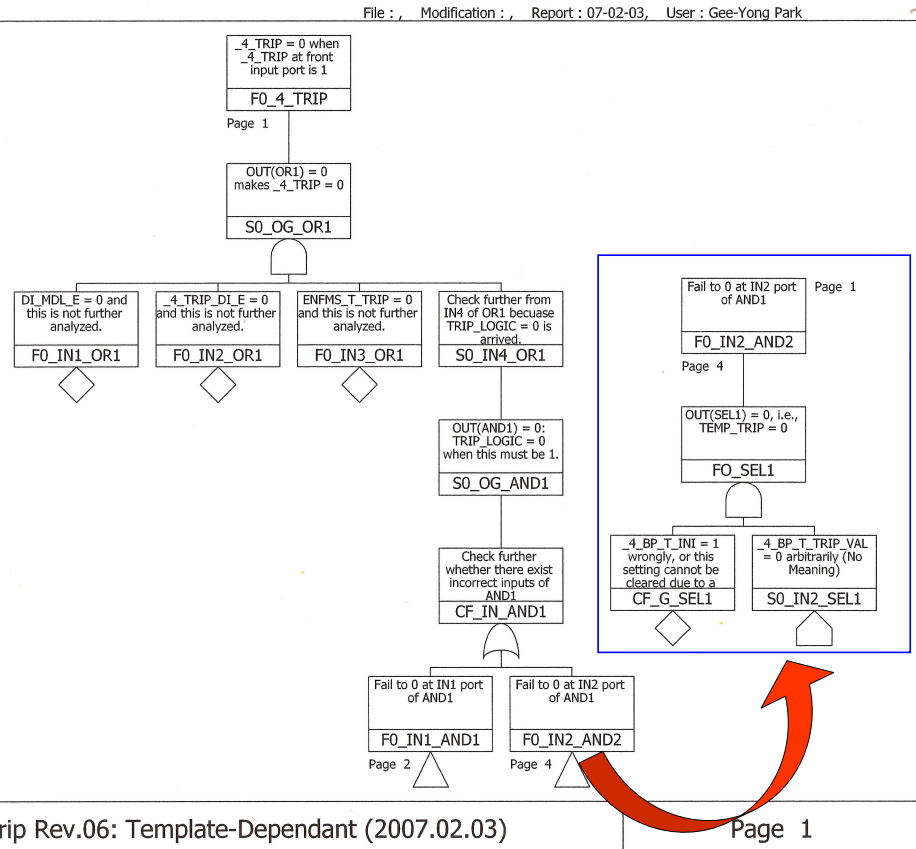 File : ,    Modification : ,    Report : 07-02-03,    User : Gee-Yong Park
_4_TRIP = 0 when
_4_TRIP at front
input port is 1
F0_4_TRIP
Page 1
OUT(OR1) = 0
makes _4_TRIP = 0
S0_OG_OR1
DI_MDL_E = 0 and
this is not further
analyzed.
F0_IN1_OR1
_4_TRIP_DI_E = 0
and this is not further
analyzed.
F0_IN2_OR1
ENFMS_T_TRIP = 0
and this is not further
analyzed.
F0_IN3_OR1
Check further from
IN4 of OR1 becuase
TRIP_LOGIC = 0 is
arrived.
S0_IN4_OR1
OUT(AND1) = 0:
TRIP_LOGIC = 0
when this must be 1.
S0_OG_AND1
Check further
whether there exist
incorrect inputs of
AND1
CF_IN_AND1
Fail to 0 at IN1 port
of AND1
F0_IN1_AND1
Page 2
Fail to 0 at IN2 port
of AND1
F0_IN2_AND2
Page 4
Fail to 0 at IN2 port
of AND1
F0_IN2_AND2
Page 1
Page 4
OUT(SEL1) = 0, i.e.,
TEMP_TRIP = 0
FO_SEL1
_4_BP_T_INI = 1
wrongly, or this
setting cannot be
cleared due to a
CF_G_SEL1
_4_BP_T_TRIP_VAL
= 0 arbitrarily (No
Meaning)
S0_IN2_SEL1
rip Rev.06: Template-Dependant (2007.02.03)
Page 1